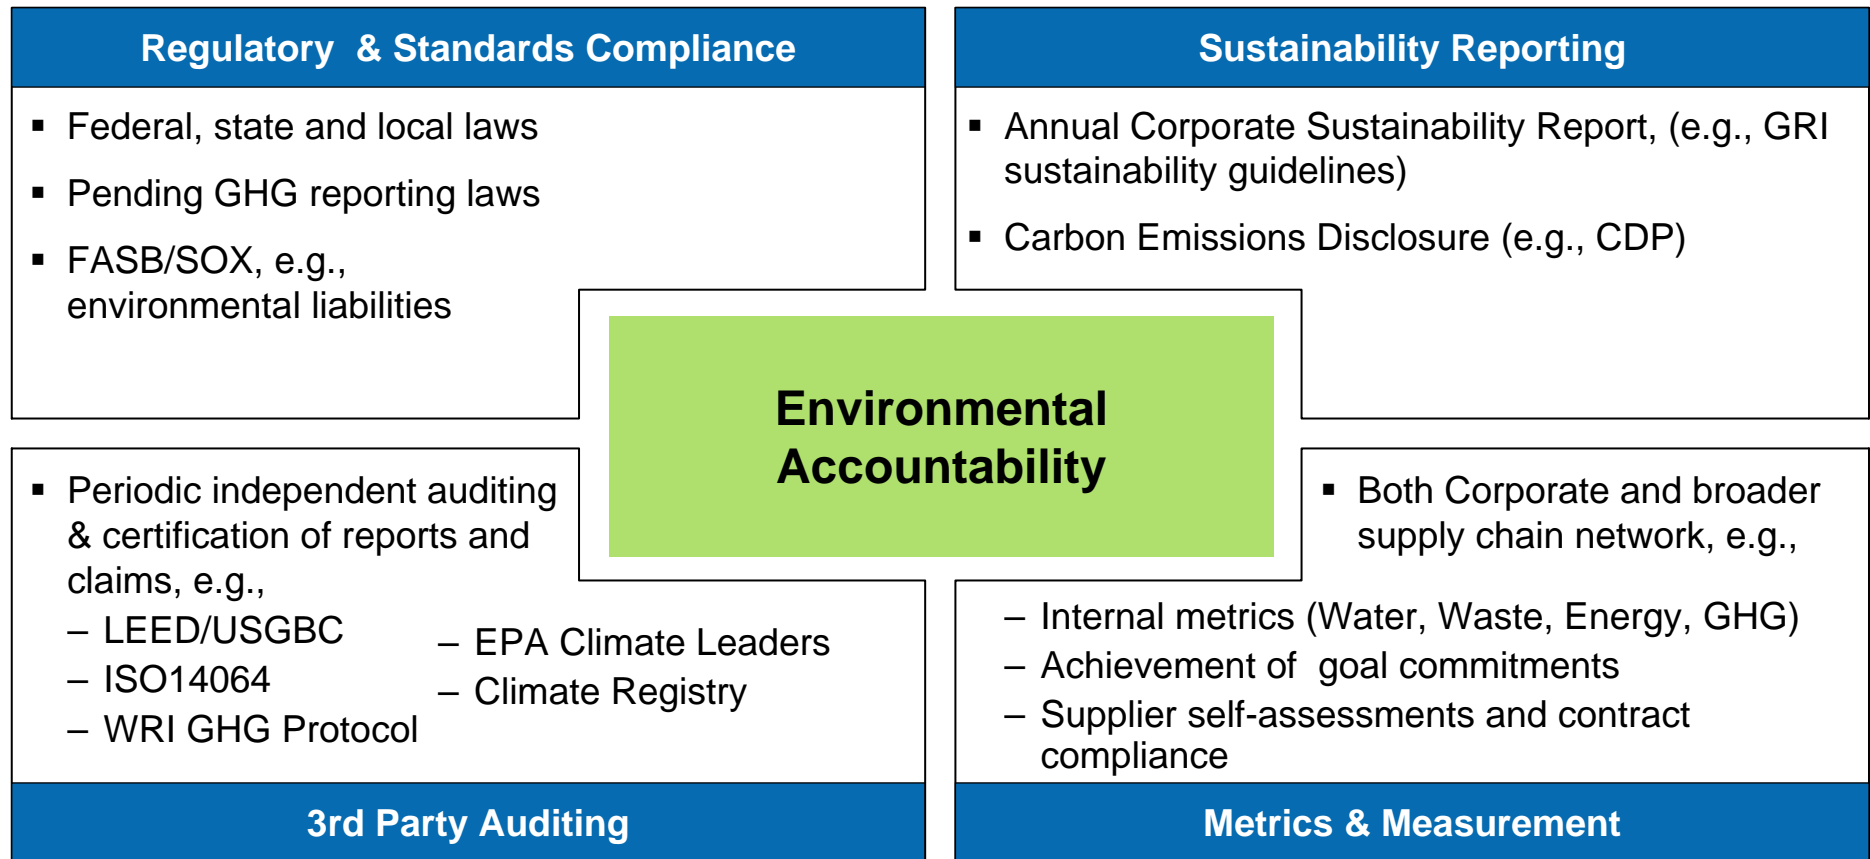 Regulatory & Standards Compliance
▪ Federal, state and local laws
▪ Pending GHG reporting laws
▪ FASB/SOX, e.g.,
environmental liabilities
Sustainability Reporting
▪ Annual Corporate Sustainability Report, (e.g., GRI
sustainability guidelines)
▪ Carbon Emissions Disclosure (e.g., CDP)
Environmental
Accountability
▪ Periodic independent auditing
& certification of reports and
claims, e.g.,
– LEED/USGBC
– ISO14064
– WRI GHG Protocol
– EPA Climate Leaders
– Climate Registry
3rd Party Auditing
▪ Both Corporate and broader
supply chain network, e.g.,
– Internal metrics (Water, Waste, Energy, GHG)
– Achievement of goal commitments
– Supplier self-assessments and contract
compliance
Metrics & Measurement